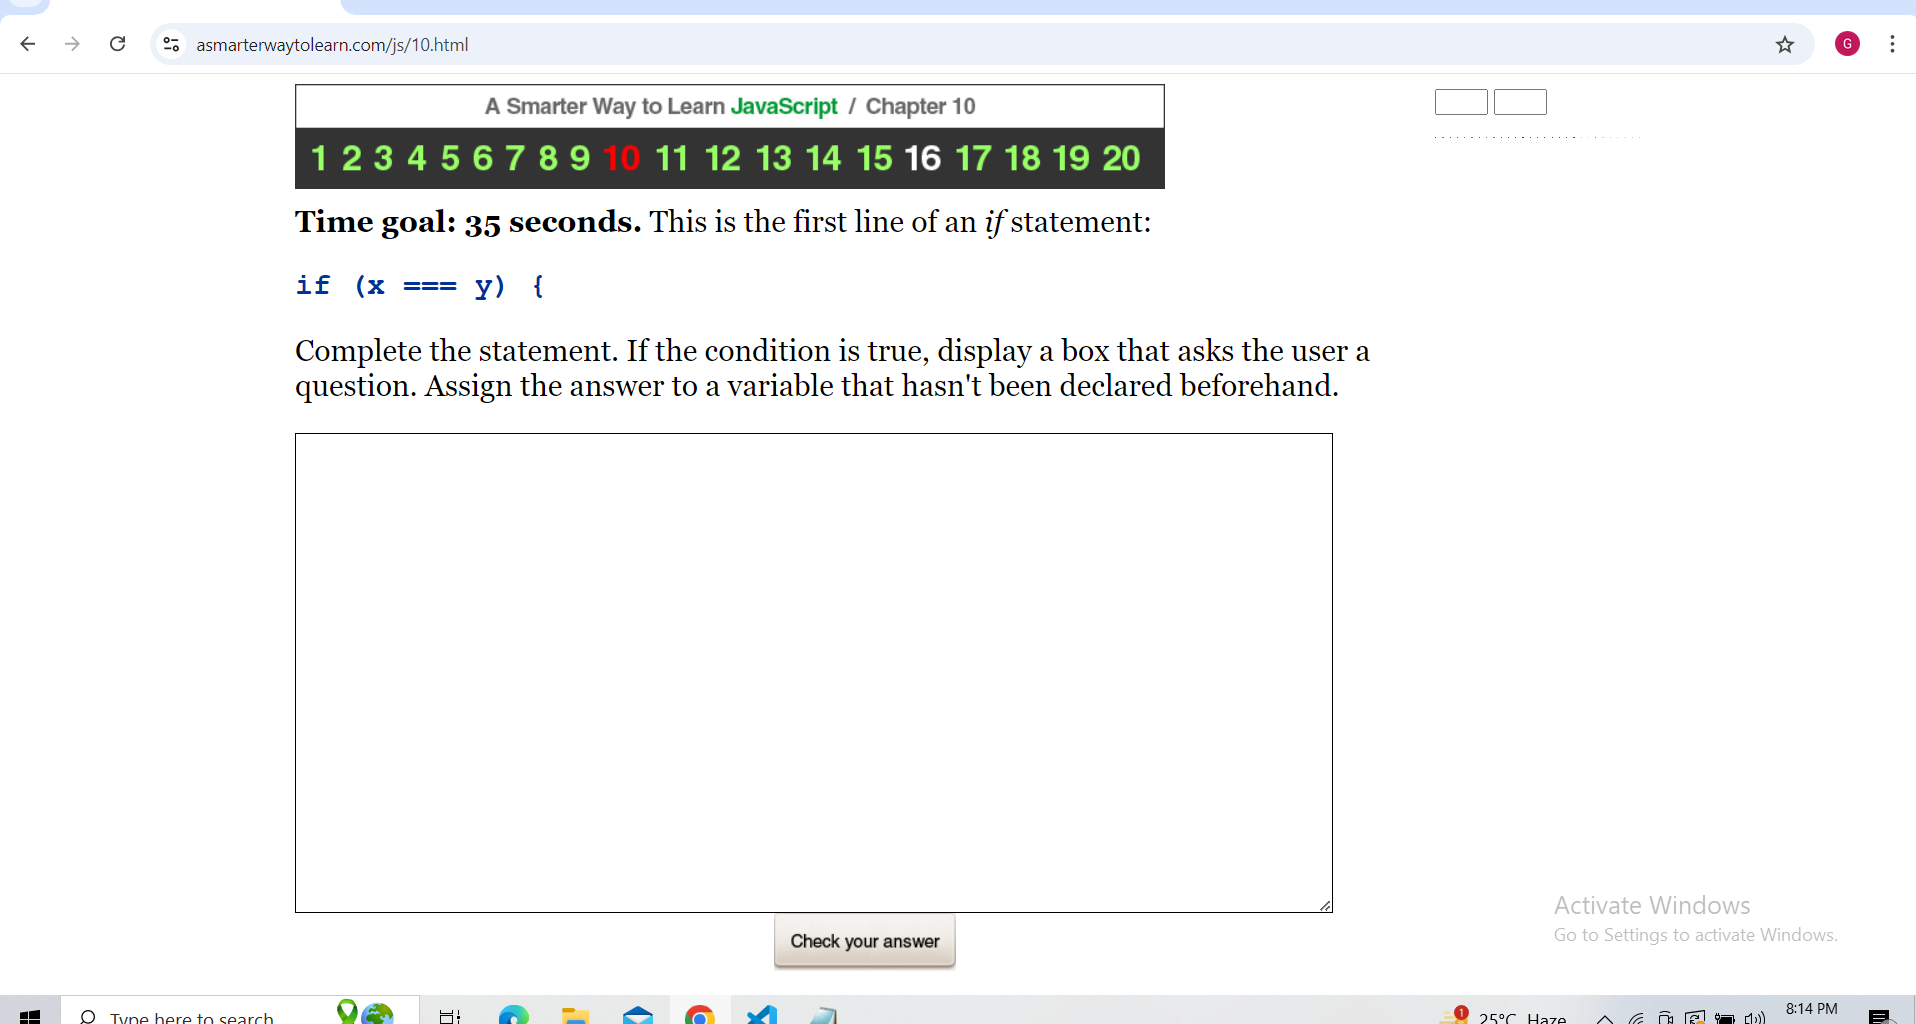 asmarterwaytolearn.com/js/10.html
G
A Smarter Way to Learn JavaScript / Chapter 10
1 2 3 4 5 6 7 8 9 10 11 12 13 14 15 16 17 18 19 20
Time goal: 35 seconds. This is the first line of an if statement:
if (x === y) {
Complete the statement. If the condition is true, display a box that asks the user a
question. Assign the answer to a variable that hasn't been declared beforehand.
Check your answer
Activate Windows
Go to Settings to activate Windows.
Type here to search
1
25°C Haze
8:14 PM